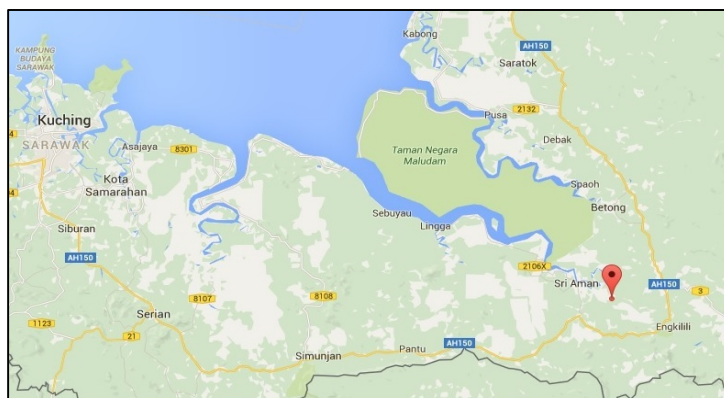 KAMPUNG
BUDAYA
SARAWAK
Kabong
AH150
Saratok
Kuching
SARAWAK
Asajaya
8301
Pusa
2132
Debak
Taman Negara
Maludam
Kota
Samarahan
Spaoh
Betong
Sebuyau
Lingga
Siburan
AH150
2106X
Sri Aman
AH150
3
8107
8108
Serian
1123
21
Engkilili
Simunjan
Pantu
AH150